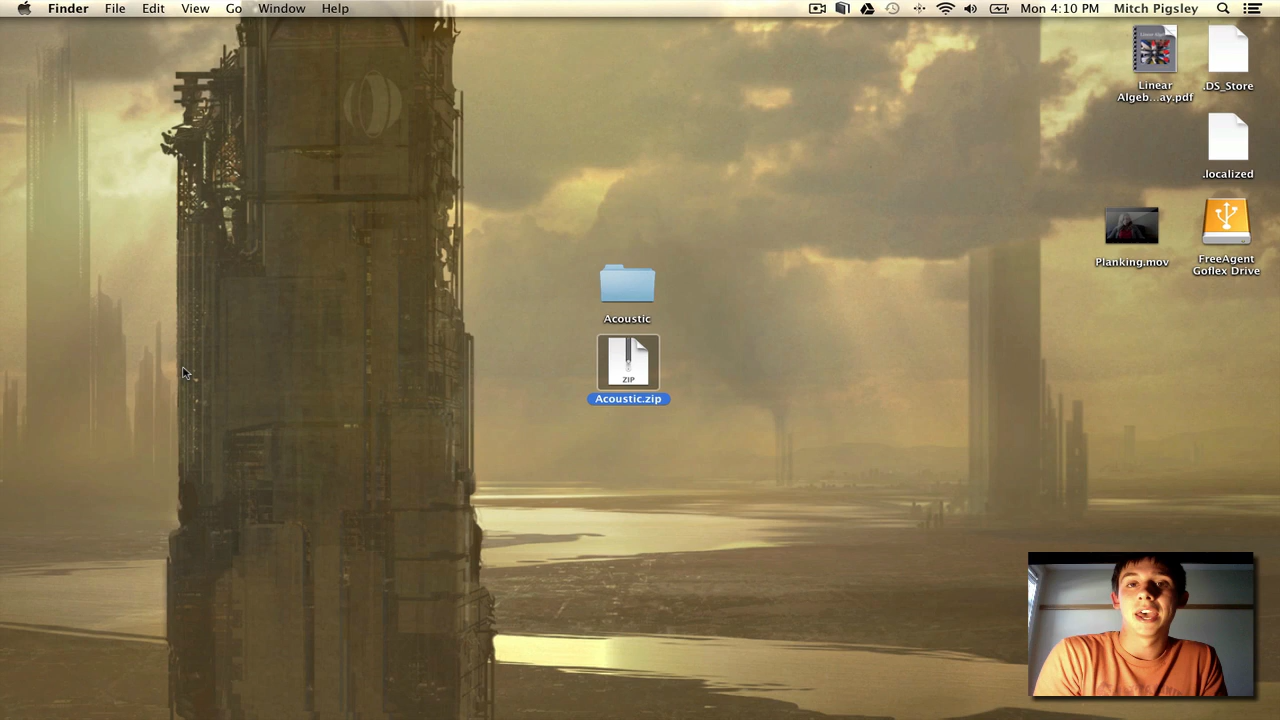 Finder File Edit View Go Window Help Mon 4:10 PM Mitch Pigsley
Linear
Algeb...ay.pdf
.DS_Store
.localized
Planking.mov
FreeAgent
Goflex Drive
Acoustic
ZIP
Acoustic.zip